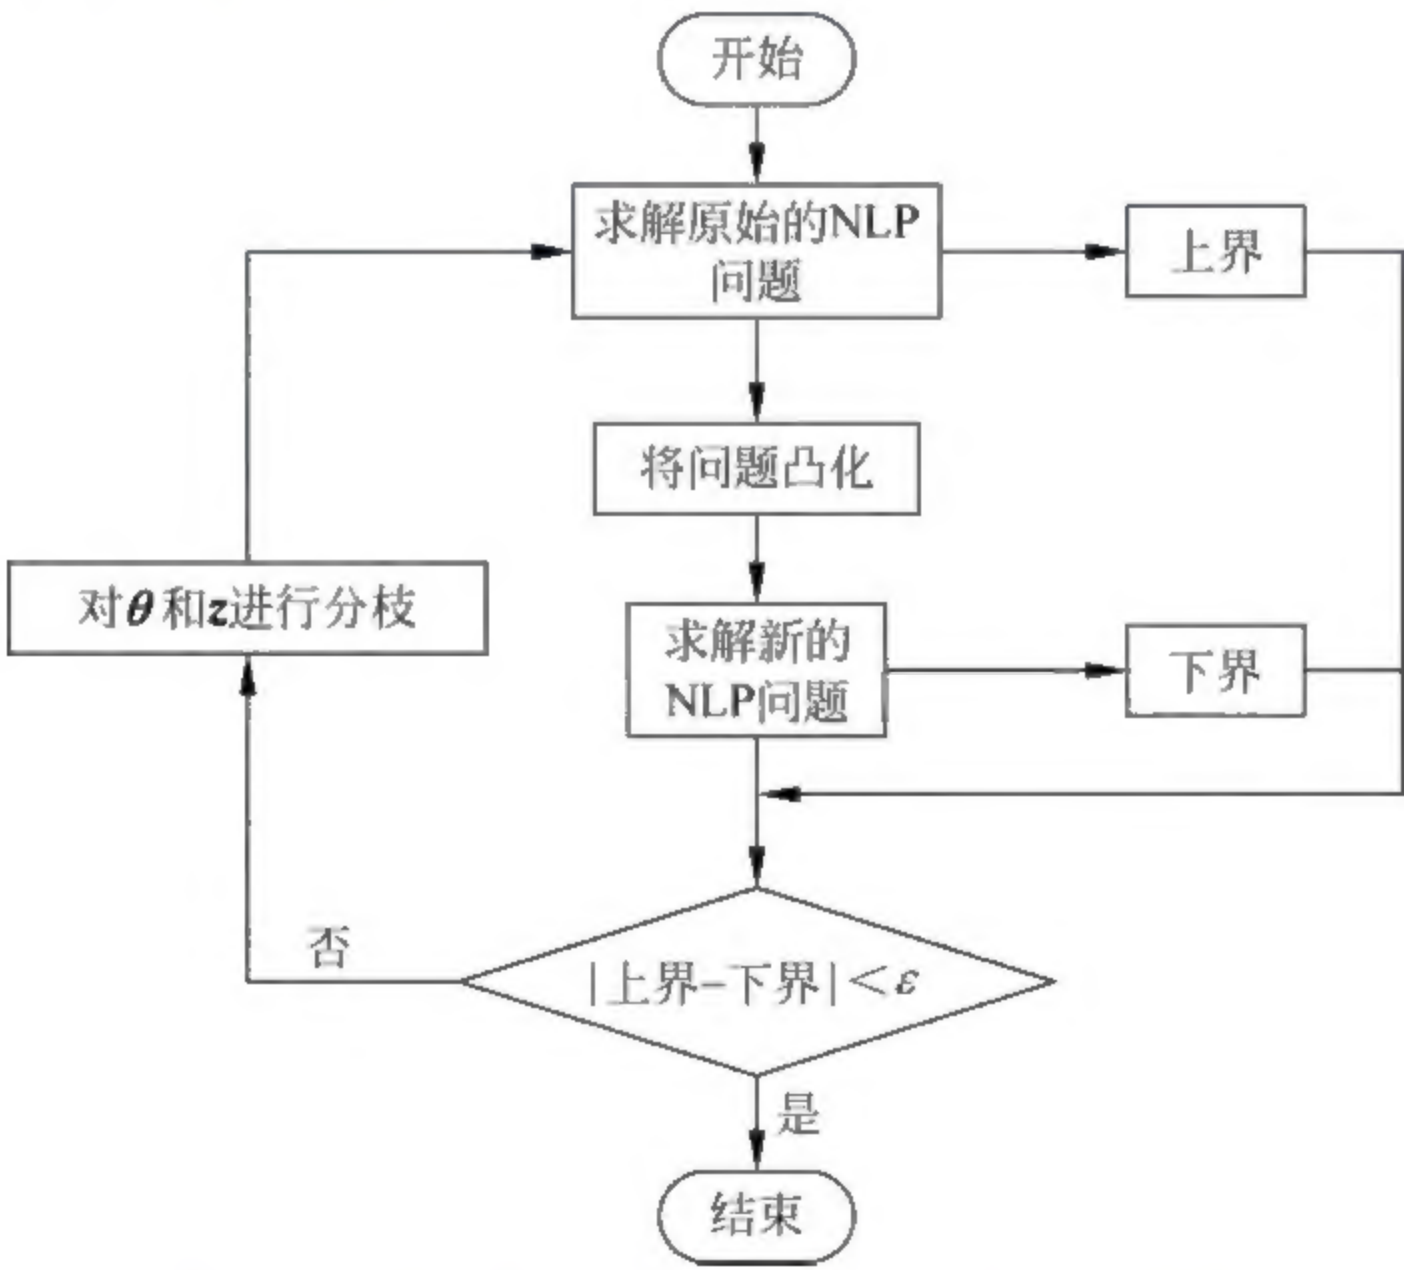 开始
求解原始的NLP
问题
上界
将问题凸化
对θ和z进行分枝
求解新的
NLP问题
下界
否
|上界-下界|<ε
是
结束